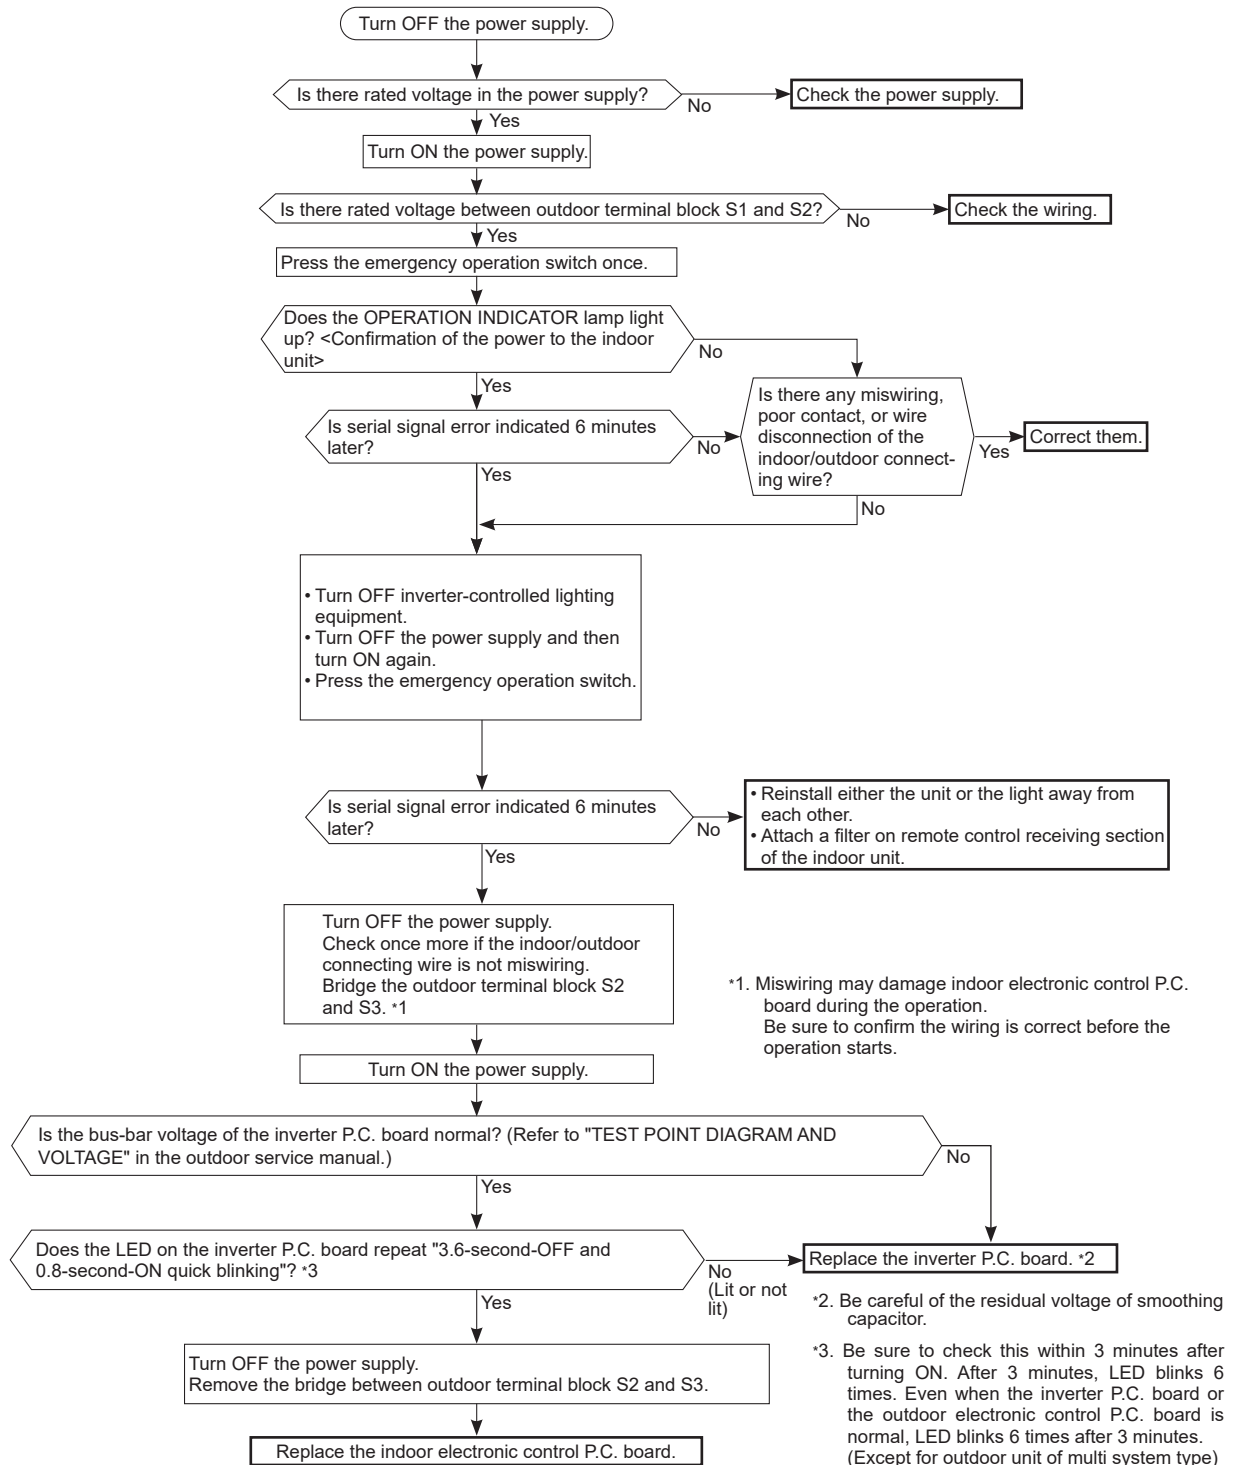 Turn OFF the power supply.
Is there rated voltage in the power supply?
No
Check the power supply.
Yes
Turn ON the power supply.
Is there rated voltage between outdoor terminal block S1 and S2?
No
Check the wiring.
Yes
Press the emergency operation switch once.
Does the OPERATION INDICATOR lamp light
up? <Confirmation of the power to the indoor
unit>
No
Yes
Is there any miswiring,
poor contact, or wire
disconnection of the
indoor/outdoor connect-
ing wire?
Yes
Correct them.
No
Is serial signal error indicated 6 minutes
later?
No
Yes
• Turn OFF inverter-controlled lighting
equipment.
• Turn OFF the power supply and then
turn ON again.
• Press the emergency operation switch.
Is serial signal error indicated 6 minutes
later?
No
• Reinstall either the unit or the light away from
each other.
• Attach a filter on remote control receiving section
of the indoor unit.
Yes
Turn OFF the power supply.
Check once more if the indoor/outdoor
connecting wire is not miswiring.
Bridge the outdoor terminal block S2
and S3. *1
*1. Miswiring may damage indoor electronic control P.C.
board during the operation.
Be sure to confirm the wiring is correct before the
operation starts.
Turn ON the power supply.
Is the bus-bar voltage of the inverter P.C. board normal? (Refer to "TEST POINT DIAGRAM AND
VOLTAGE" in the outdoor service manual.)
No
Yes
Does the LED on the inverter P.C. board repeat "3.6-second-OFF and
0.8-second-ON quick blinking"? *3
No
(Lit or not
lit)
Replace the inverter P.C. board. *2
Yes
*2. Be careful of the residual voltage of smoothing
capacitor.
*3. Be sure to check this within 3 minutes after
turning ON. After 3 minutes, LED blinks 6
times. Even when the inverter P.C. board or
the outdoor electronic control P.C. board is
normal, LED blinks 6 times after 3 minutes.
(Except for outdoor unit of multi system type)
Turn OFF the power supply.
Remove the bridge between outdoor terminal block S2 and S3.
Replace the indoor electronic control P.C. board.